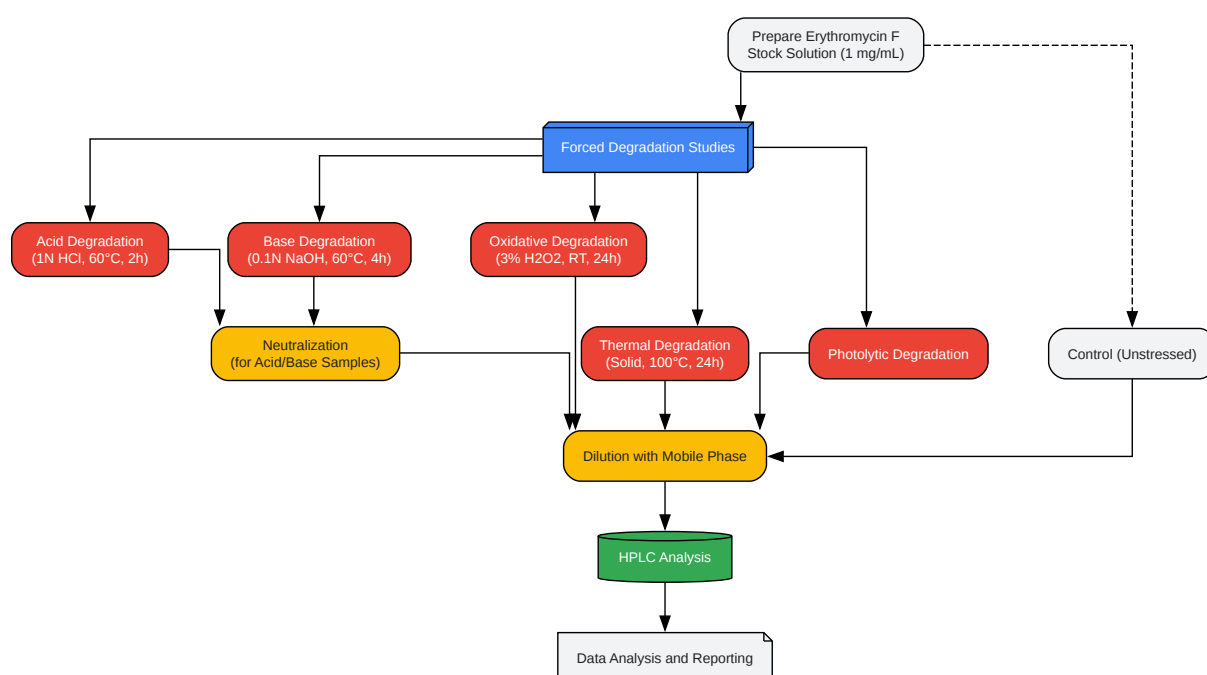 Prepare Erythromycin F
Stock Solution (1 mg/mL)
Forced Degradation Studies
Acid Degradation
(1N HCl, 60°C, 2h)
Base Degradation
(0.1N NaOH, 60°C, 4h)
Oxidative Degradation
(3% H2O2, RT, 24h)
Neutralization
(for Acid/Base Samples)
Thermal Degradation
(Solid, 100°C, 24h)
Photolytic Degradation
Control (Unstressed)
Dilution with Mobile Phase
HPLC Analysis
Data Analysis and Reporting